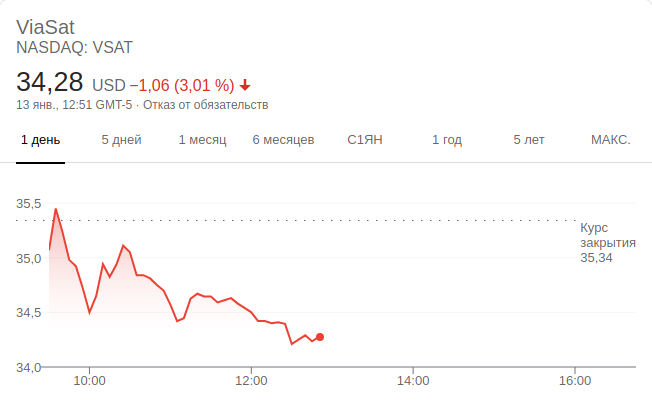 ViaSat
NASDAQ: VSAT
34,28 USD −1,06 (3,01 %)
13 янв., 12:51 GMT-5 · Отказ от обязательств
1 день 5 дней 1 месяц 6 месяцев С1ЯН 1 год 5 лет МАКС.
35,5
Курс
закрытия
35,0 35,34
34,5
34,0
10:00 12:00 14:00 16:00